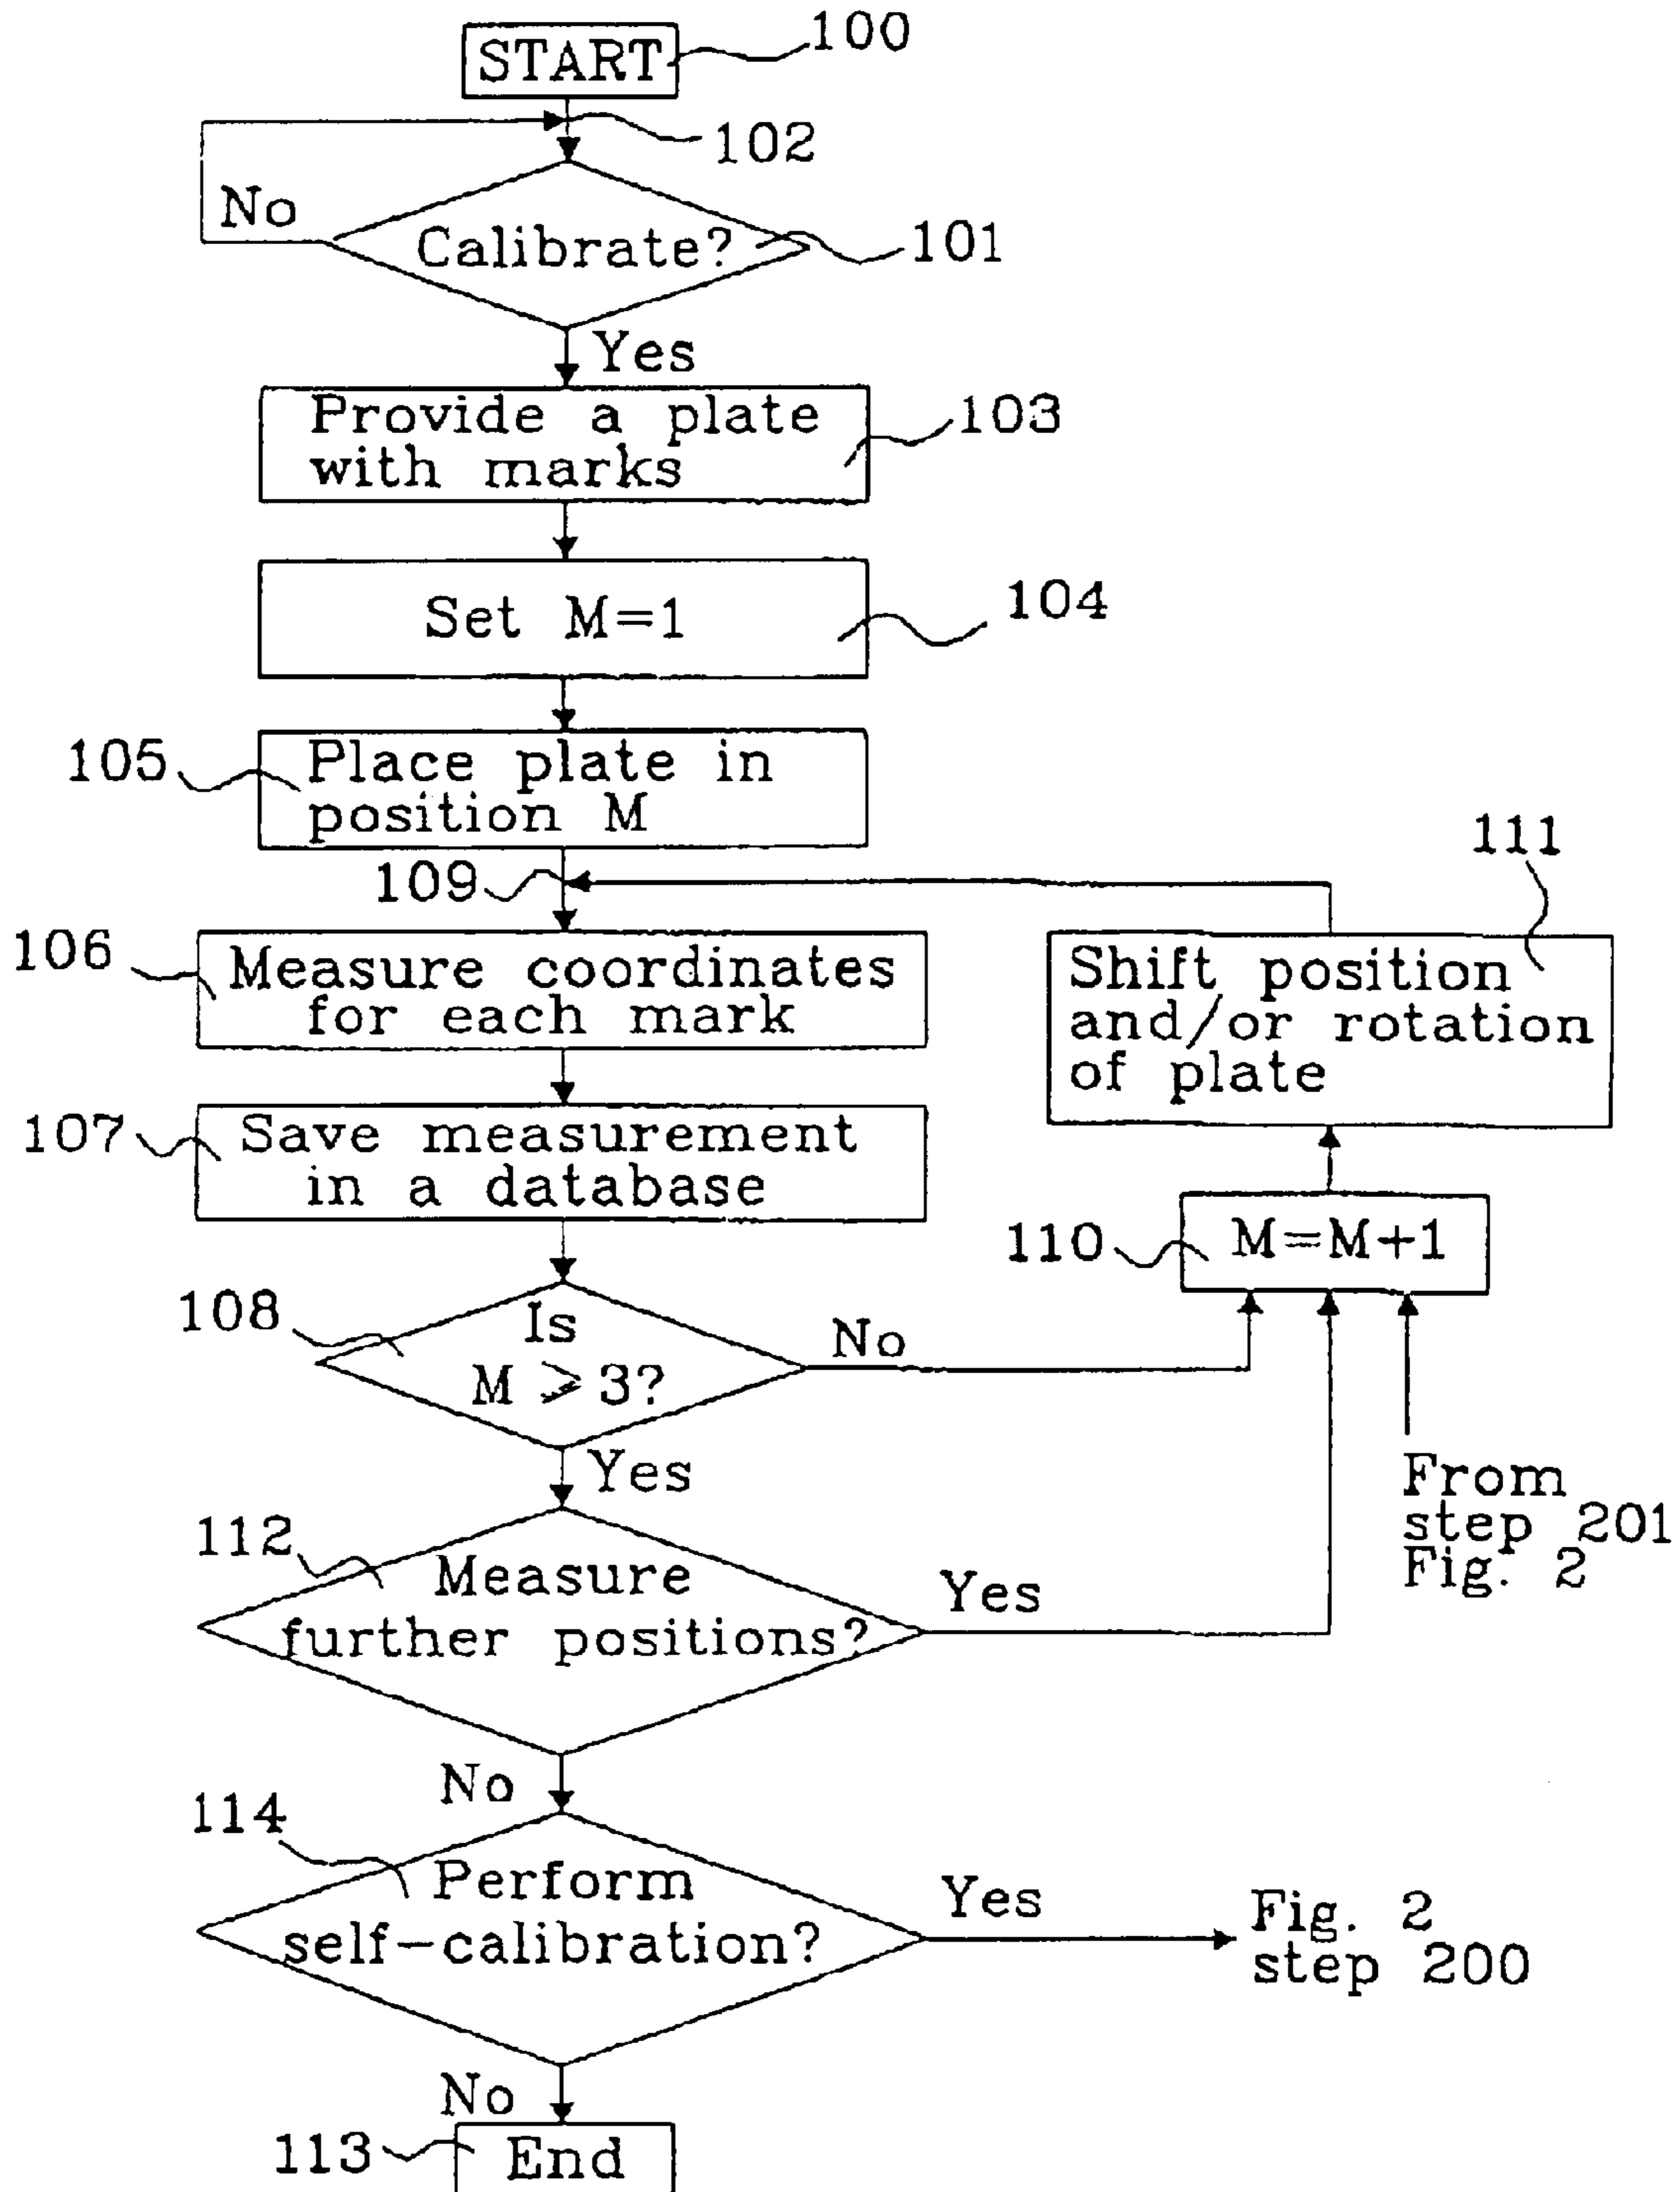 START
100
102
No
Calibrate?
101
Yes
Provide a plate
with marks
103
Set M=1
104
105
Place plate in
position M
109
111
106
Measure coordinates
for each mark
Shift position
and/or rotation
of plate
107
Save measurement
in a database
110
M=M+1
108
Is
M ⩾ 3?
No
Yes
From
step 201
Fig. 2
112
Measure
further positions?
Yes
No
114
Perform
self-calibration?
Yes
Fig. 2
step 200
No
113
End